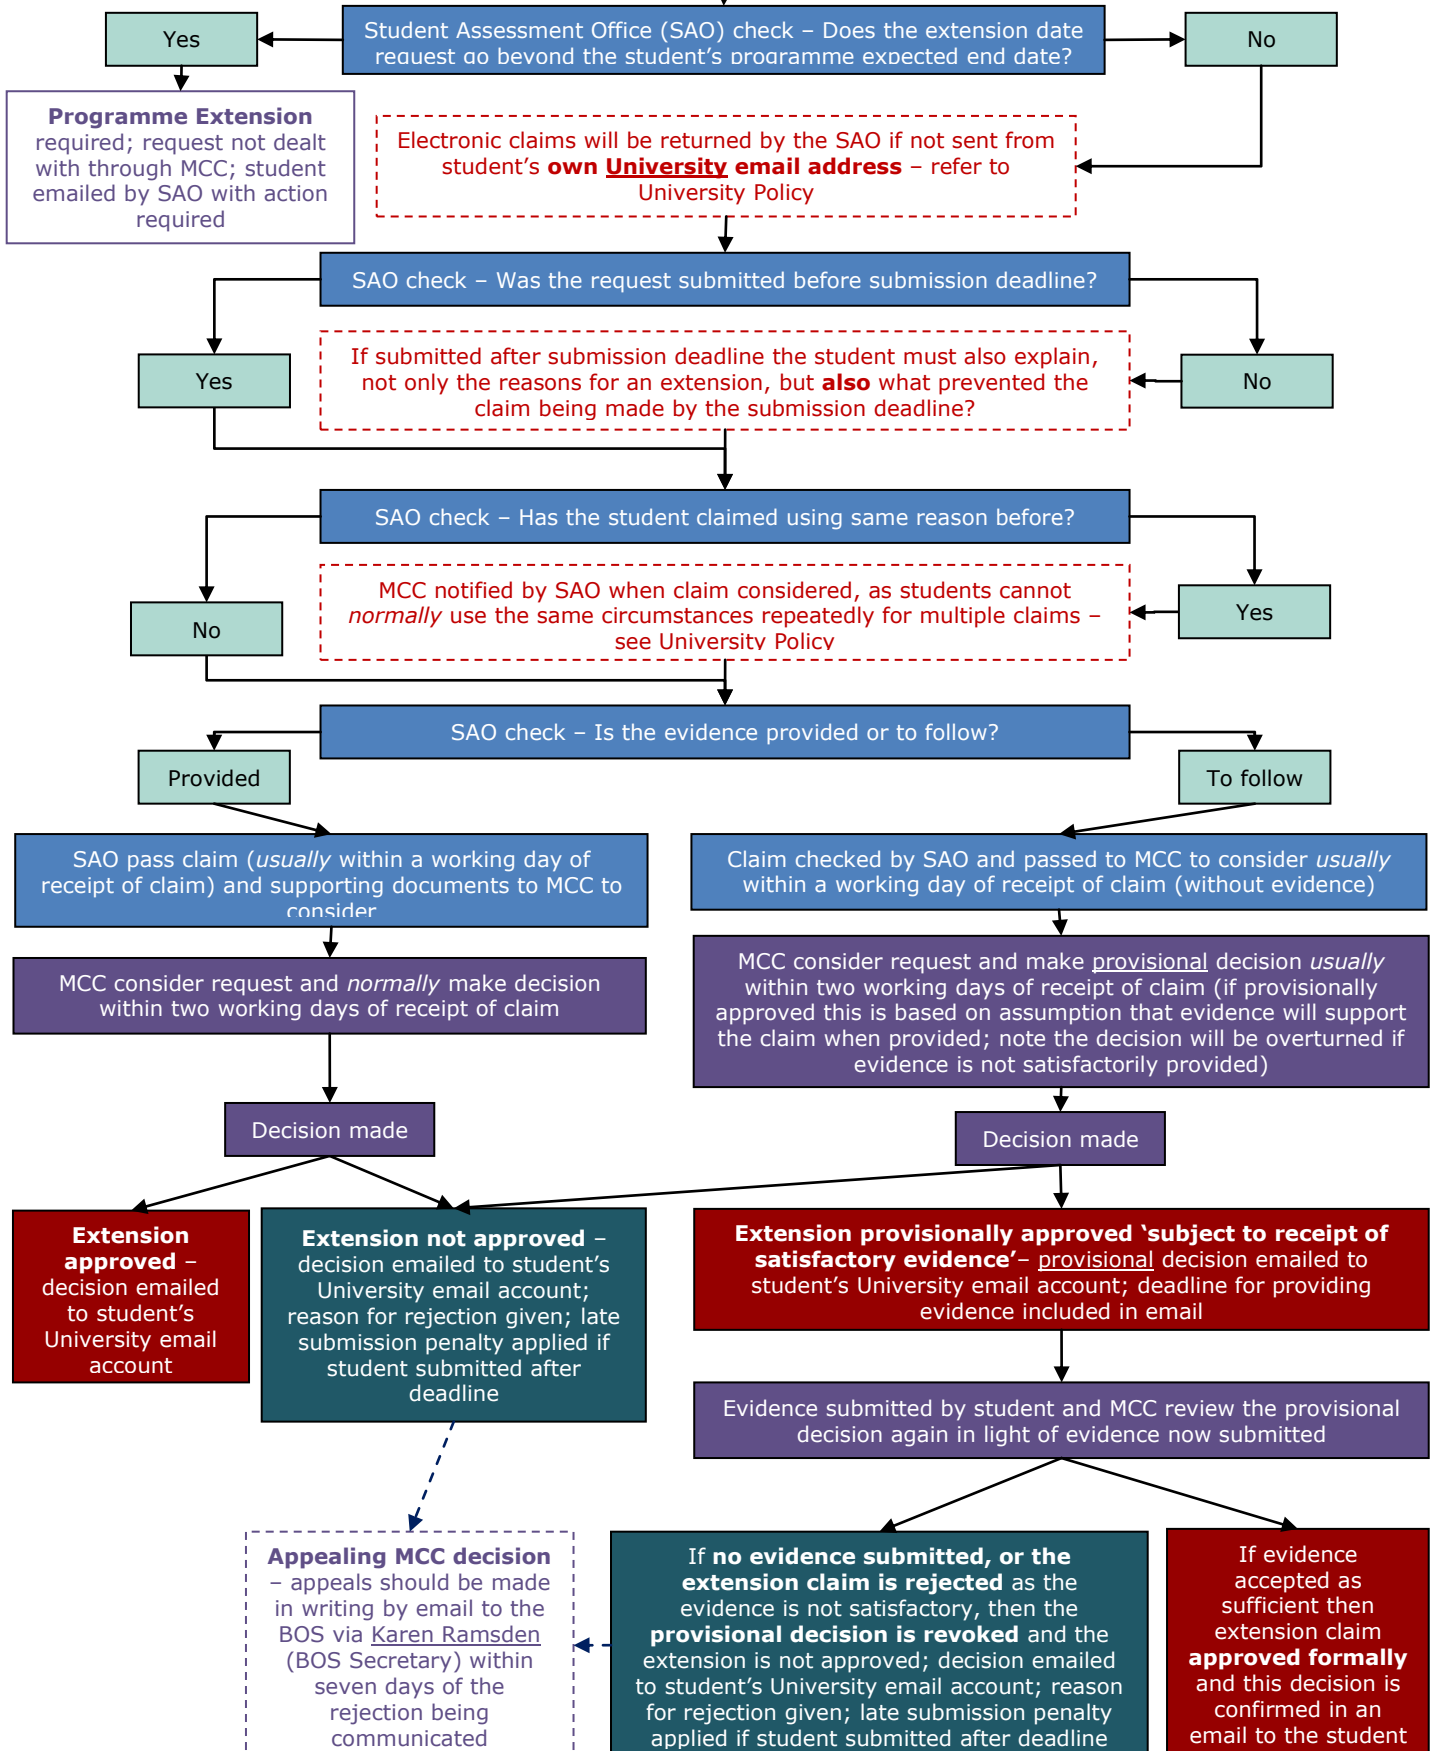 Student Assessment Office (SAO) check – Does the extension date
request go beyond the student's programme expected end date?
Yes
No
Programme Extension
required; request not dealt
with through MCC; student
emailed by SAO with action
required
Electronic claims will be returned by the SAO if not sent from
student's own University email address – refer to
University Policy
SAO check – Was the request submitted before submission deadline?
Yes
If submitted after submission deadline the student must also explain,
not only the reasons for an extension, but also what prevented the
claim being made by the submission deadline?
No
SAO check – Has the student claimed using same reason before?
No
MCC notified by SAO when claim considered, as students cannot
normally use the same circumstances repeatedly for multiple claims –
see University Policy
Yes
SAO check – Is the evidence provided or to follow?
Provided
To follow
SAO pass claim (usually within a working day of
receipt of claim) and supporting documents to MCC to
consider
Claim checked by SAO and passed to MCC to consider usually
within a working day of receipt of claim (without evidence)
MCC consider request and normally make decision
within two working days of receipt of claim
MCC consider request and make provisional decision usually
within two working days of receipt of claim (if provisionally
approved this is based on assumption that evidence will support
the claim when provided; note the decision will be overturned if
evidence is not satisfactorily provided)
Decision made
Decision made
Extension
approved –
decision emailed
to student's
University email
account
Extension not approved –
decision emailed to student's
University email account;
reason for rejection given; late
submission penalty applied if
student submitted after
deadline
Extension provisionally approved ‘subject to receipt of
satisfactory evidence’– provisional decision emailed to
student's University email account; deadline for providing
evidence included in email
Evidence submitted by student and MCC review the provisional
decision again in light of evidence now submitted
Appealing MCC decision
– appeals should be made
in writing by email to the
BOS via Karen Ramsden
(BOS Secretary) within
seven days of the
rejection being
communicated
If no evidence submitted, or the
extension claim is rejected as the
evidence is not satisfactory, then the
provisional decision is revoked and the
extension is not approved; decision emailed
to student's University email account; reason
for rejection given; late submission penalty
applied if student submitted after deadline
If evidence
accepted as
sufficient then
extension claim
approved formally
and this decision is
confirmed in an
email to the student